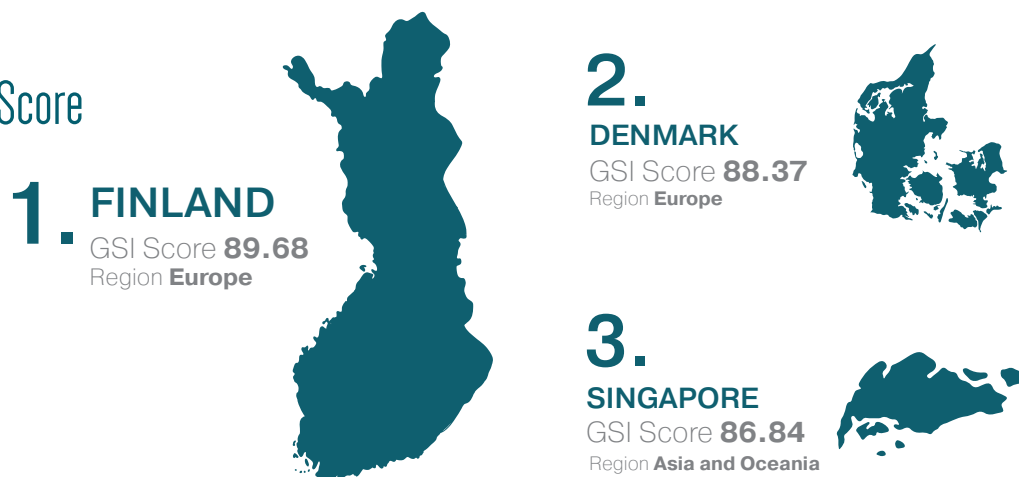 Score
1.
FINLAND
GSI Score 89.68
Region Europe
2.
DENMARK
GSI Score 88.37
Region Europe
3.
SINGAPORE
GSI Score 86.84
Region Asia and Oceania